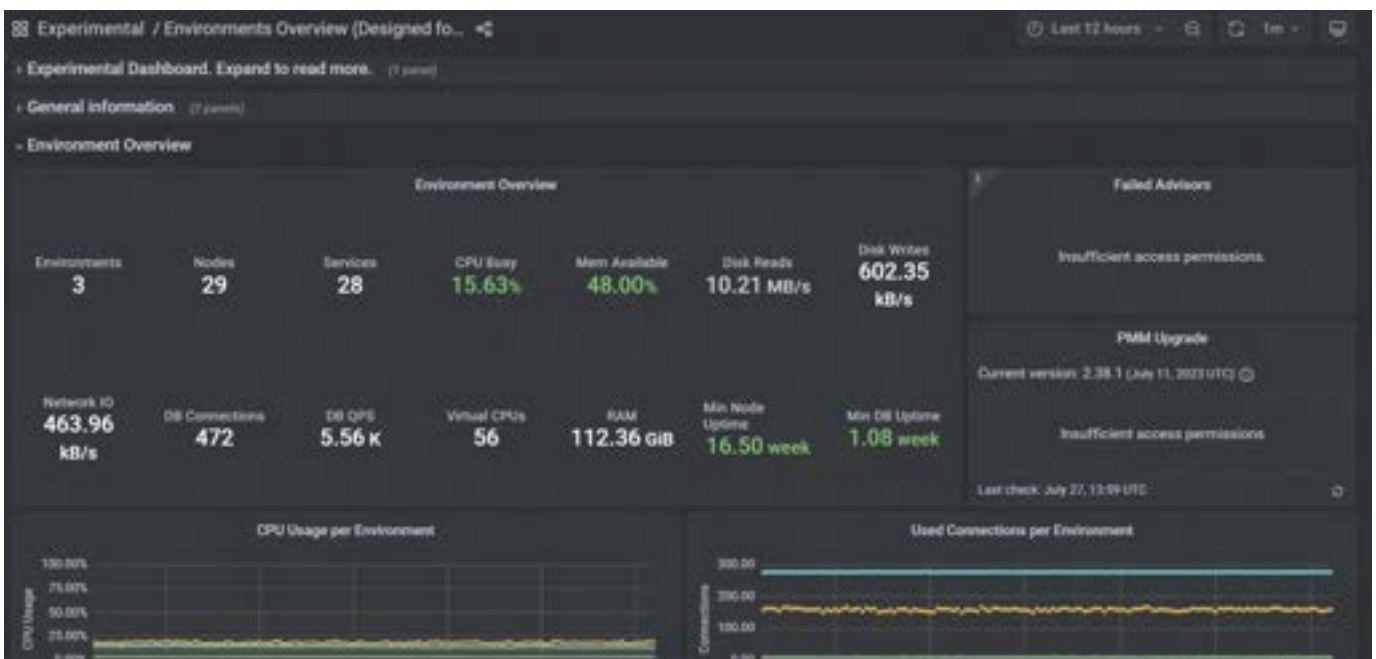 Experimental / Environments Overview (Designed fo...
Last 12 hours
1m
Experimental Dashboard. Expand to read more. (1 panel)
General information (2 panels)
Environment Overview
Environment Overview
Environments
3
Nodes
29
Services
28
CPU Busy
15.63%
Mem Available
48.00%
Disk Reads
10.21 MB/s
Disk Writes
602.35
kB/s
Network IO
463.96
kB/s
DB Connections
472
DB QPS
5.56 K
Virtual CPUs
56
RAM
112.36 GiB
Min Node
Uptime
16.50 week
Min DB Uptime
1.08 week
Failed Advisors
Insufficient access permissions.
PMM Upgrade
Current version: 2.38.1 (July 11, 2023 UTC)
Insufficient access permissions
Last check: July 27, 13:59 UTC
CPU Usage per Environment
CPU Usage
100.00%
75.00%
50.00%
25.00%
0.00%
Used Connections per Environment
Connections
300.00
200.00
100.00
0.00